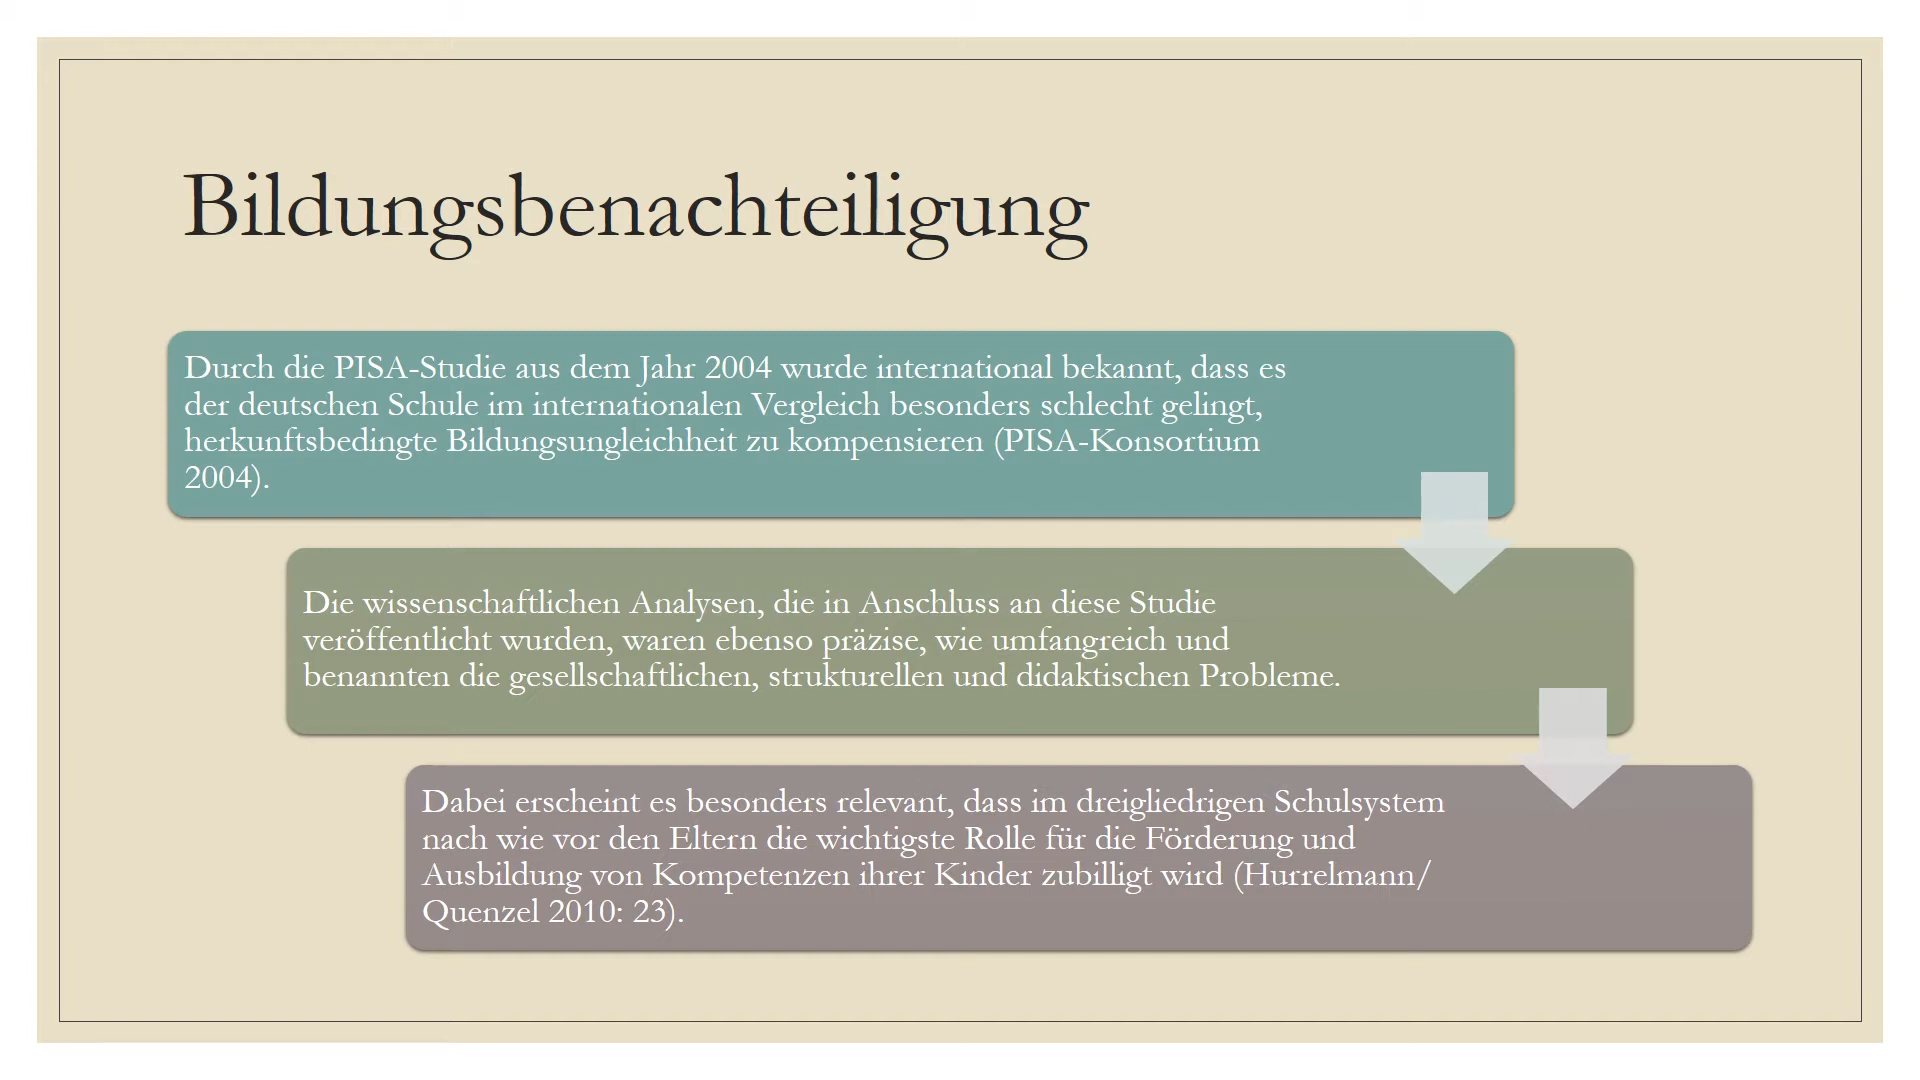 Bildungsbenachteiligung
Durch die PISA-Studie aus dem Jahr 2004 wurde international bekannt, dass es
der deutschen Schule im internationalen Vergleich besonders schlecht gelingt,
herkunftsbedingte Bildungsungleichheit zu kompensieren (PISA-Konsortium
2004).
Die wissenschaftlichen Analysen, die in Anschluss an diese Studie
veröffentlicht wurden, waren ebenso präzise, wie umfangreich und
benannten die gesellschaftlichen, strukturellen und didaktischen Probleme.
Dabei erscheint es besonders relevant, dass im dreigliedrigen Schulsystem
nach wie vor den Eltern die wichtigste Rolle für die Förderung und
Ausbildung von Kompetenzen ihrer Kinder zubilligt wird (Hurrelmann/
Quenzel 2010: 23).